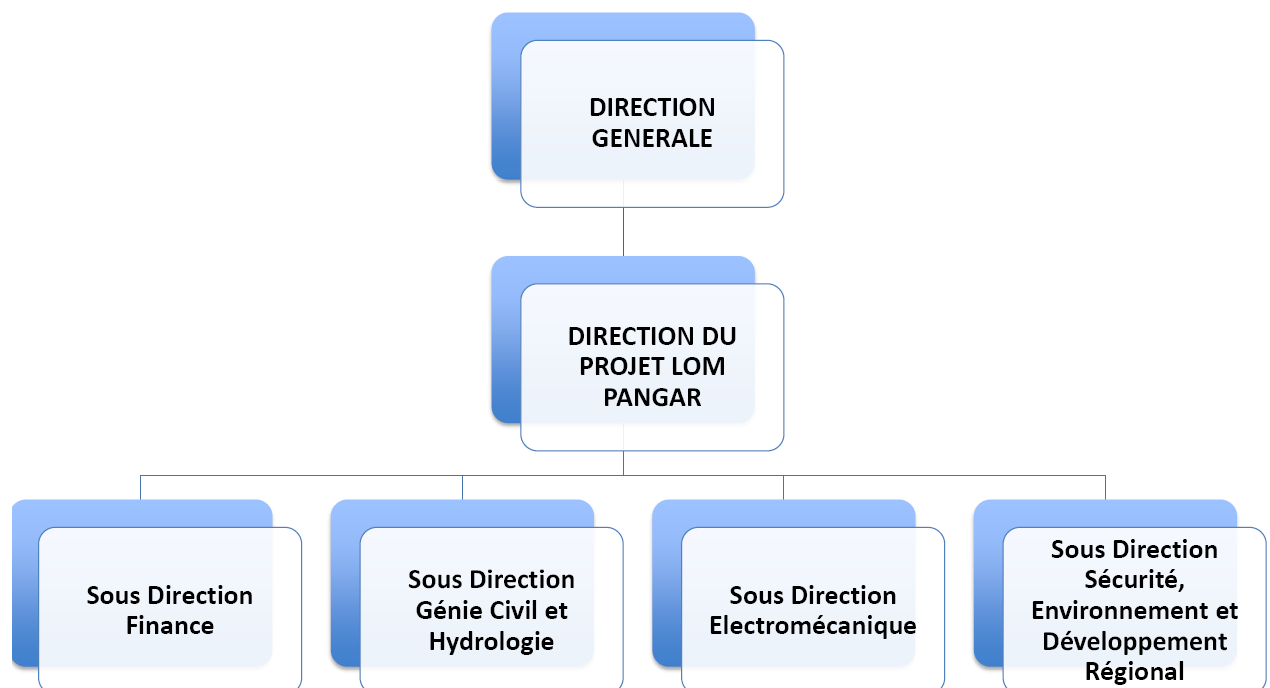 DIRECTION
GENERALE
DIRECTION DU
PROJET LOM
PANGAR
Sous Direction
Finance
Sous Direction
Génie Civil et
Hydrologie
Sous Direction
Electromécanique
Sous Direction
Sécurité,
Environnement et
Développement
Régional